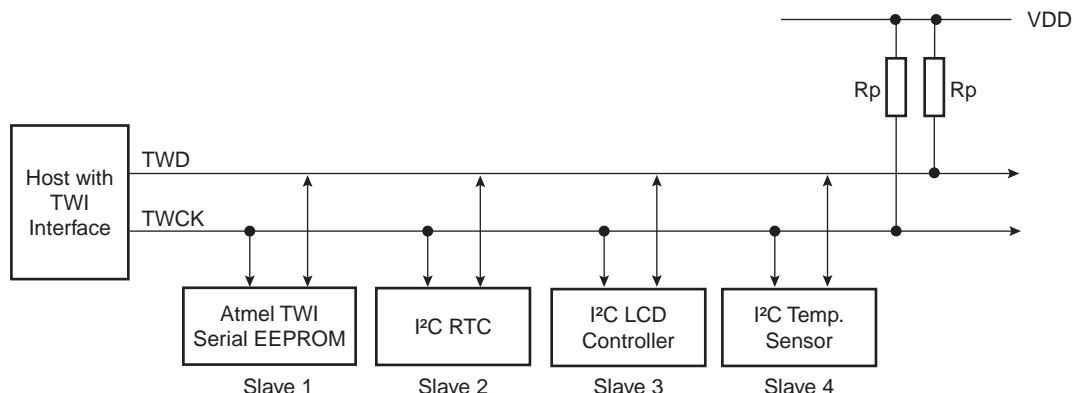 VDD
Rp Rp
Host with
TWI
Interface
TWD
TWCK
Atmel TWI
Serial EEPROM
I²C RTC
I²C LCD
Controller
I²C Temp.
Sensor
Slave 1
Slave 2
Slave 3
Slave 4